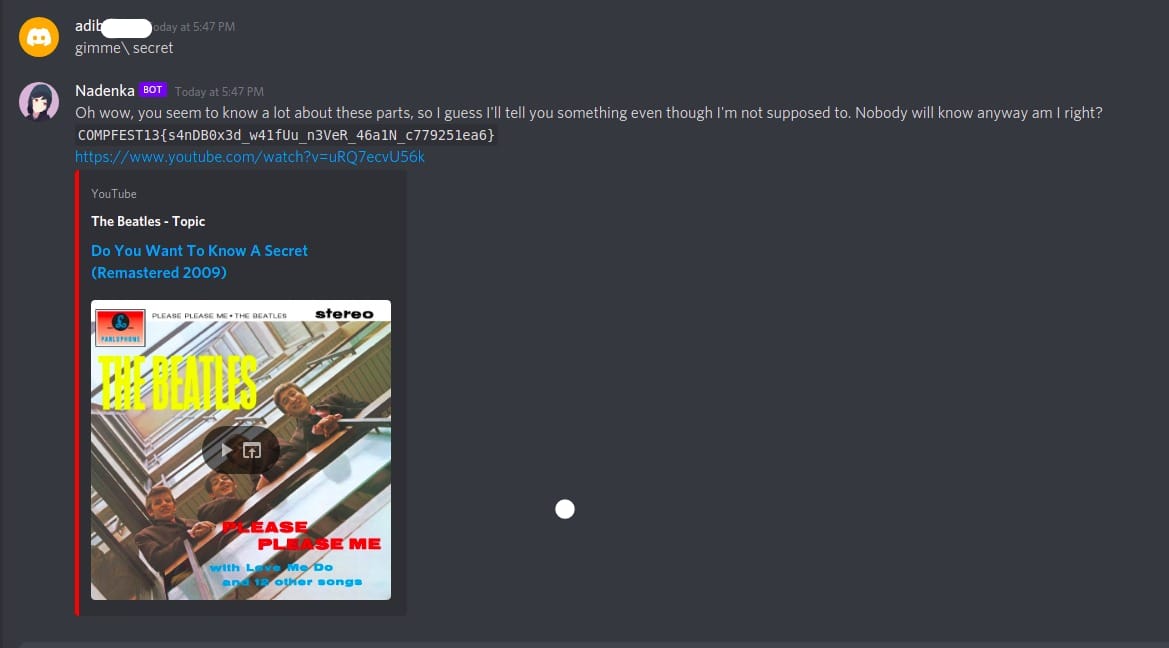 adib oday at 5:47 PM
gimme\ secret
Nadenka BOT Today at 5:47 PM
Oh wow, you seem to know a lot about these parts, so I guess I'll tell you something even though I'm not supposed to. Nobody will know anyway am I right?
COMPFEST13{s4nDB0x3d_w41fUu_n3VeR_46a1N_c779251ea6}
https://www.youtube.com/watch?v=uRQ7ecvU56k
YouTube
The Beatles - Topic
Do You Want To Know A Secret
(Remastered 2009)
PLEASE PLEASE ME • THE BEATLES stereo
PARLOPHONE
THE BEATLES
PLEASE
PLEASE ME
with Love Me Do
and 12 other songs